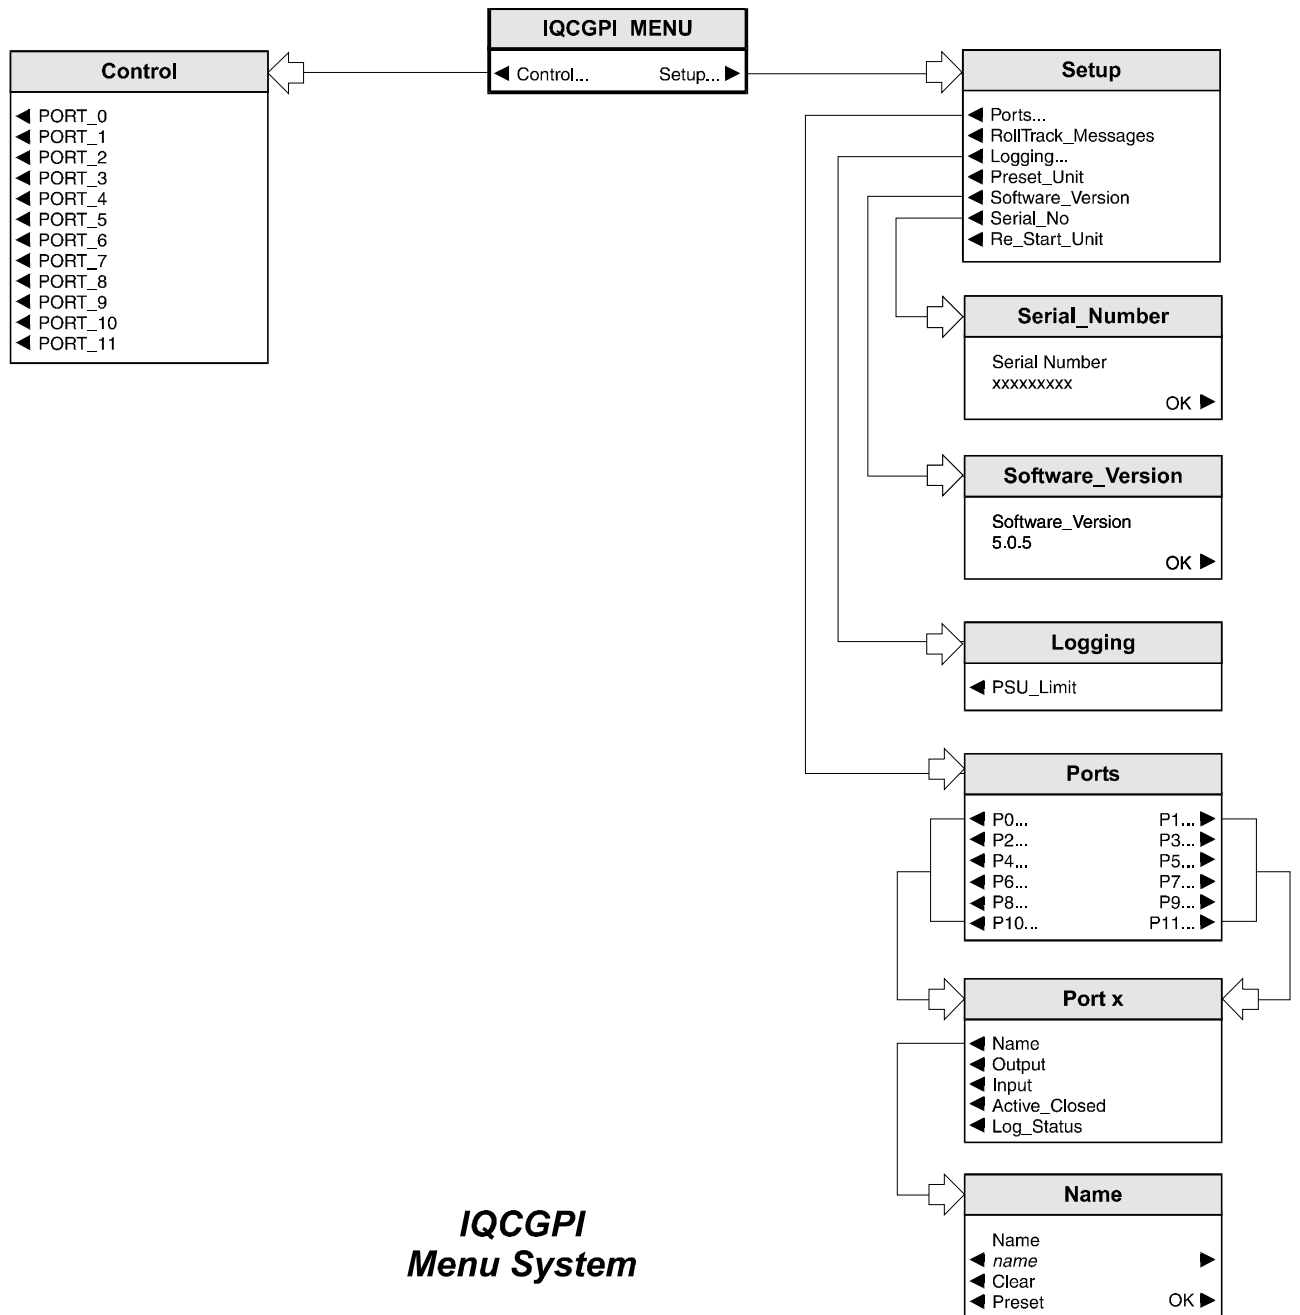 IQCGPI MENU
◀ Control... Setup... ▶
Control
◀ PORT_0
◀ PORT_1
◀ PORT_2
◀ PORT_3
◀ PORT_4
◀ PORT_5
◀ PORT_6
◀ PORT_7
◀ PORT_8
◀ PORT_9
◀ PORT_10
◀ PORT_11
Setup
◀ Ports...
◀ RollTrack_Messages
◀ Logging...
◀ Preset_Unit
◀ Software_Version
◀ Serial_No
◀ Re_Start_Unit
Serial_Number
Serial Number
xxxxxxxxx
OK ▶
Software_Version
Software_Version
5.0.5
OK ▶
Logging
◀ PSU_Limit
Ports
◀ P0... P1... ▶
◀ P2... P3... ▶
◀ P4... P5... ▶
◀ P6... P7... ▶
◀ P8... P9... ▶
◀ P10... P11... ▶
Port x
◀ Name
◀ Output
◀ Input
◀ Active_Closed
◀ Log_Status
Name
Name
◀ name ▶
◀ Clear
◀ Preset OK ▶
IQCGPI
Menu System